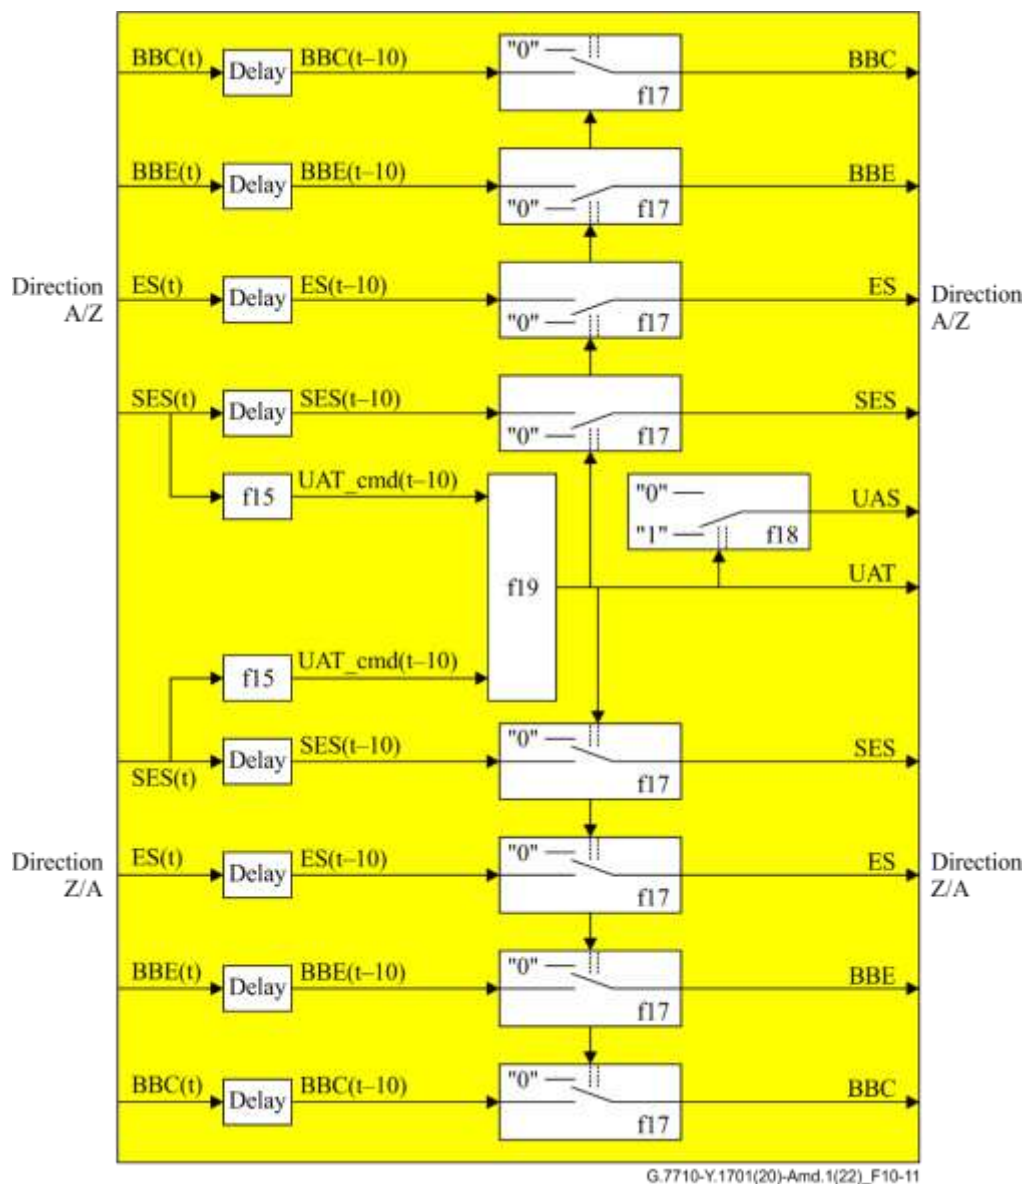 BBC(t) Delay BBC(t–10) "0" f17 BBC
BBE(t) Delay BBE(t–10) "0" f17 BBE
Direction
A/Z
ES(t) Delay ES(t–10) "0" f17 ES
Direction
A/Z
SES(t) Delay SES(t–10) "0" f17 SES
f15 UAT_cmd(t–10)
"0"
"1" f18 UAS
f19 UAT
f15 UAT_cmd(t–10)
SES(t) Delay SES(t–10) "0" f17 SES
Direction
Z/A
ES(t) Delay ES(t–10) "0" f17 ES
Direction
Z/A
BBE(t) Delay BBE(t–10) "0" f17 BBE
BBC(t) Delay BBC(t–10) "0" f17 BBC
G.7710-Y.1701(20)-Amd.1(22)_F10-11